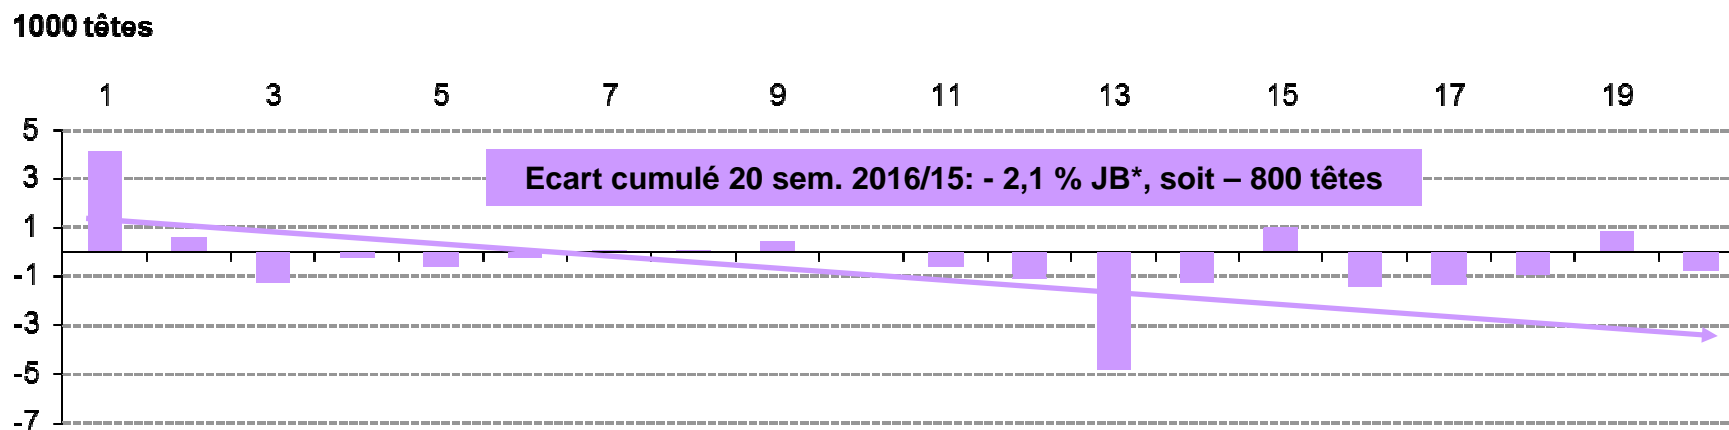 1000 têtes
1 3 5 7 9 11 13 15 17 19
5
3
Ecart cumulé 20 sem. 2016/15: - 2,1 % JB*, soit – 800 têtes
1
-1
-3
-5
-7